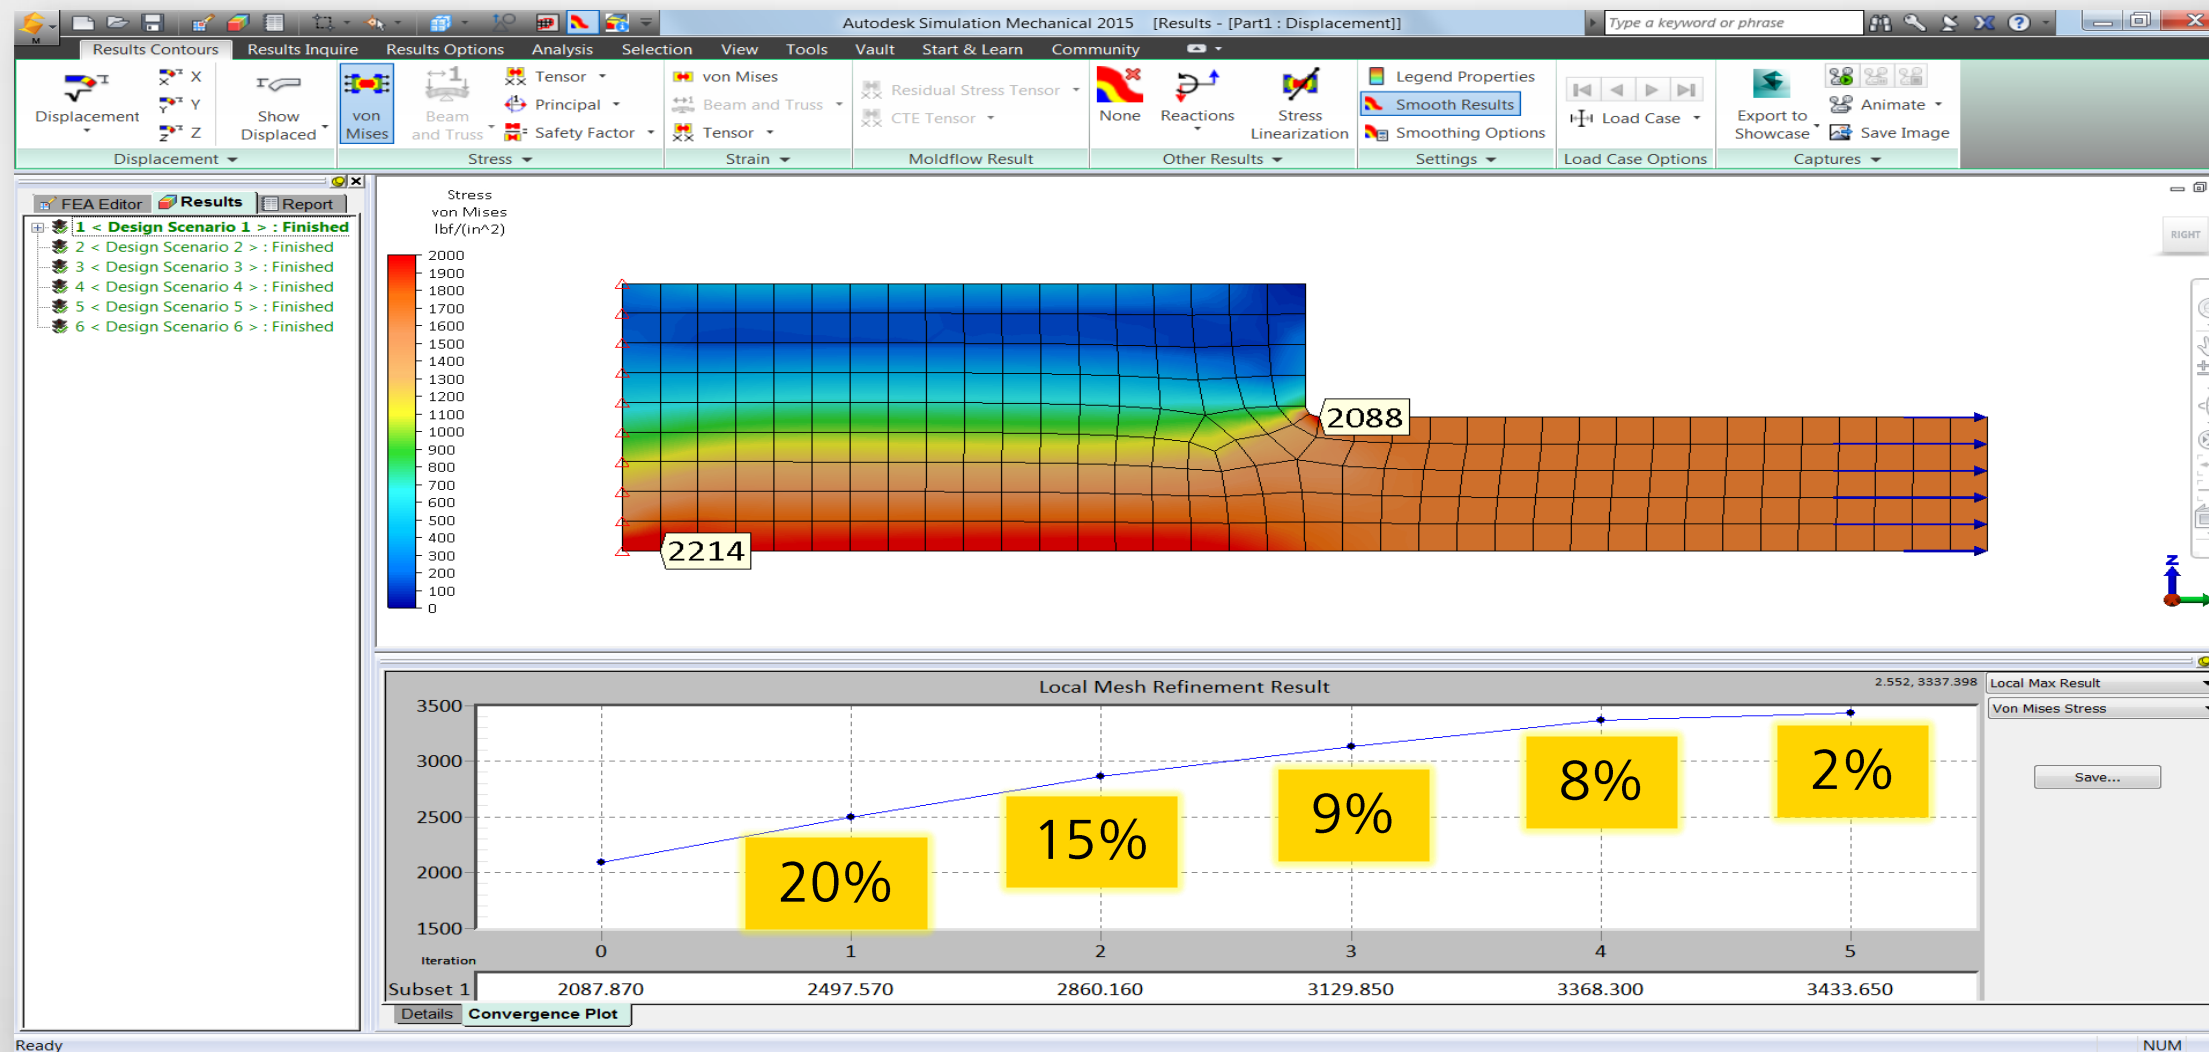 Autodesk Simulation Mechanical 2015 [Results - [Part1 : Displacement]]
Type a keyword or phrase
M
Results Contours Results Inquire Results Options Analysis Selection View Tools Vault Start & Learn Community
Displacement
X
Y
Z
Show Displaced
Displacement
von Mises
Beam and Truss
Tensor
Principal
Safety Factor
Stress
von Mises
Beam and Truss
Tensor
Strain
Residual Stress Tensor
CTE Tensor
Moldflow Result
None
Reactions
Stress Linearization
Other Results
Legend Properties
Smooth Results
Smoothing Options
Settings
Load Case
Load Case Options
Export to Showcase
Animate
Save Image
Captures
FEA Editor Results Report
1 < Design Scenario 1 > : Finished
2 < Design Scenario 2 > : Finished
3 < Design Scenario 3 > : Finished
4 < Design Scenario 4 > : Finished
5 < Design Scenario 5 > : Finished
6 < Design Scenario 6 > : Finished
Stress
von Mises
lbf/(in^2)
2000
1900
1800
1700
1600
1500
1400
1300
1200
1100
1000
900
800
700
600
500
400
300
200
100
0
2088
2214
RIGHT
Z
Local Mesh Refinement Result
2.552, 3337.398
Local Max Result
Von Mises Stress
Save...
3500
3000
2500
2000
1500
20%
15%
9%
8%
2%
Iteration
0 1 2 3 4 5
Subset 1 2087.870 2497.570 2860.160 3129.850 3368.300 3433.650
Details Convergence Plot
Ready
NUM